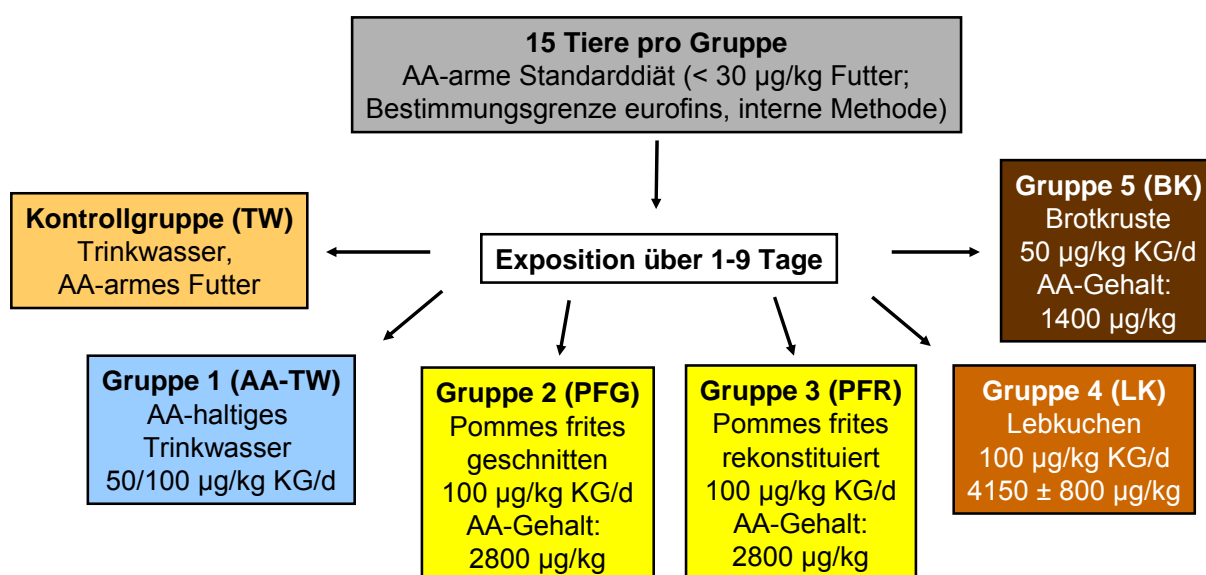 15 Tiere pro Gruppe
AA-arme Standarddiät (< 30 µg/kg Futter;
Bestimmungsgrenze eurofins, interne Methode)
Kontrollgruppe (TW)
Trinkwasser,
AA-armes Futter
Exposition über 1-9 Tage
Gruppe 5 (BK)
Brotkruste
50 µg/kg KG/d
AA-Gehalt:
1400 µg/kg
Gruppe 1 (AA-TW)
AA-haltiges
Trinkwasser
50/100 µg/kg KG/d
Gruppe 2 (PFG)
Pommes frites
geschnitten
100 µg/kg KG/d
AA-Gehalt:
2800 µg/kg
Gruppe 3 (PFR)
Pommes frites
rekonstituiert
100 µg/kg KG/d
AA-Gehalt:
2800 µg/kg
Gruppe 4 (LK)
Lebkuchen
100 µg/kg KG/d
4150 ± 800 µg/kg